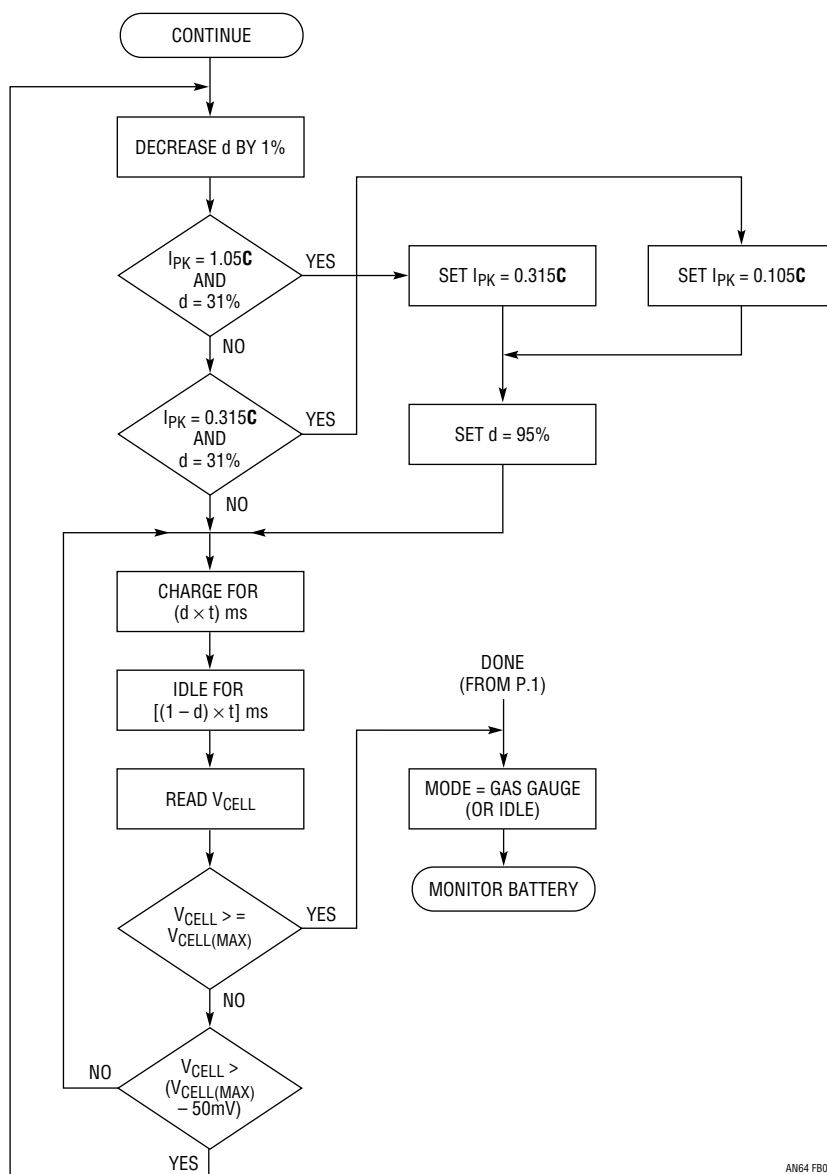 CONTINUE
DECREASE d BY 1%
I_PK = 1.05C
AND
d = 31%
YES
SET I_PK = 0.315C
SET I_PK = 0.105C
NO
I_PK = 0.315C
AND
d = 31%
YES
SET d = 95%
NO
CHARGE FOR
(d × t) ms
IDLE FOR
[(1 – d) × t] ms
READ V_CELL
DONE
(FROM P.1)
MODE = GAS GAUGE
(OR IDLE)
MONITOR BATTERY
V_CELL > =
V_CELL(MAX)
YES
NO
V_CELL >
(V_CELL(MAX)
– 50mV)
NO
YES